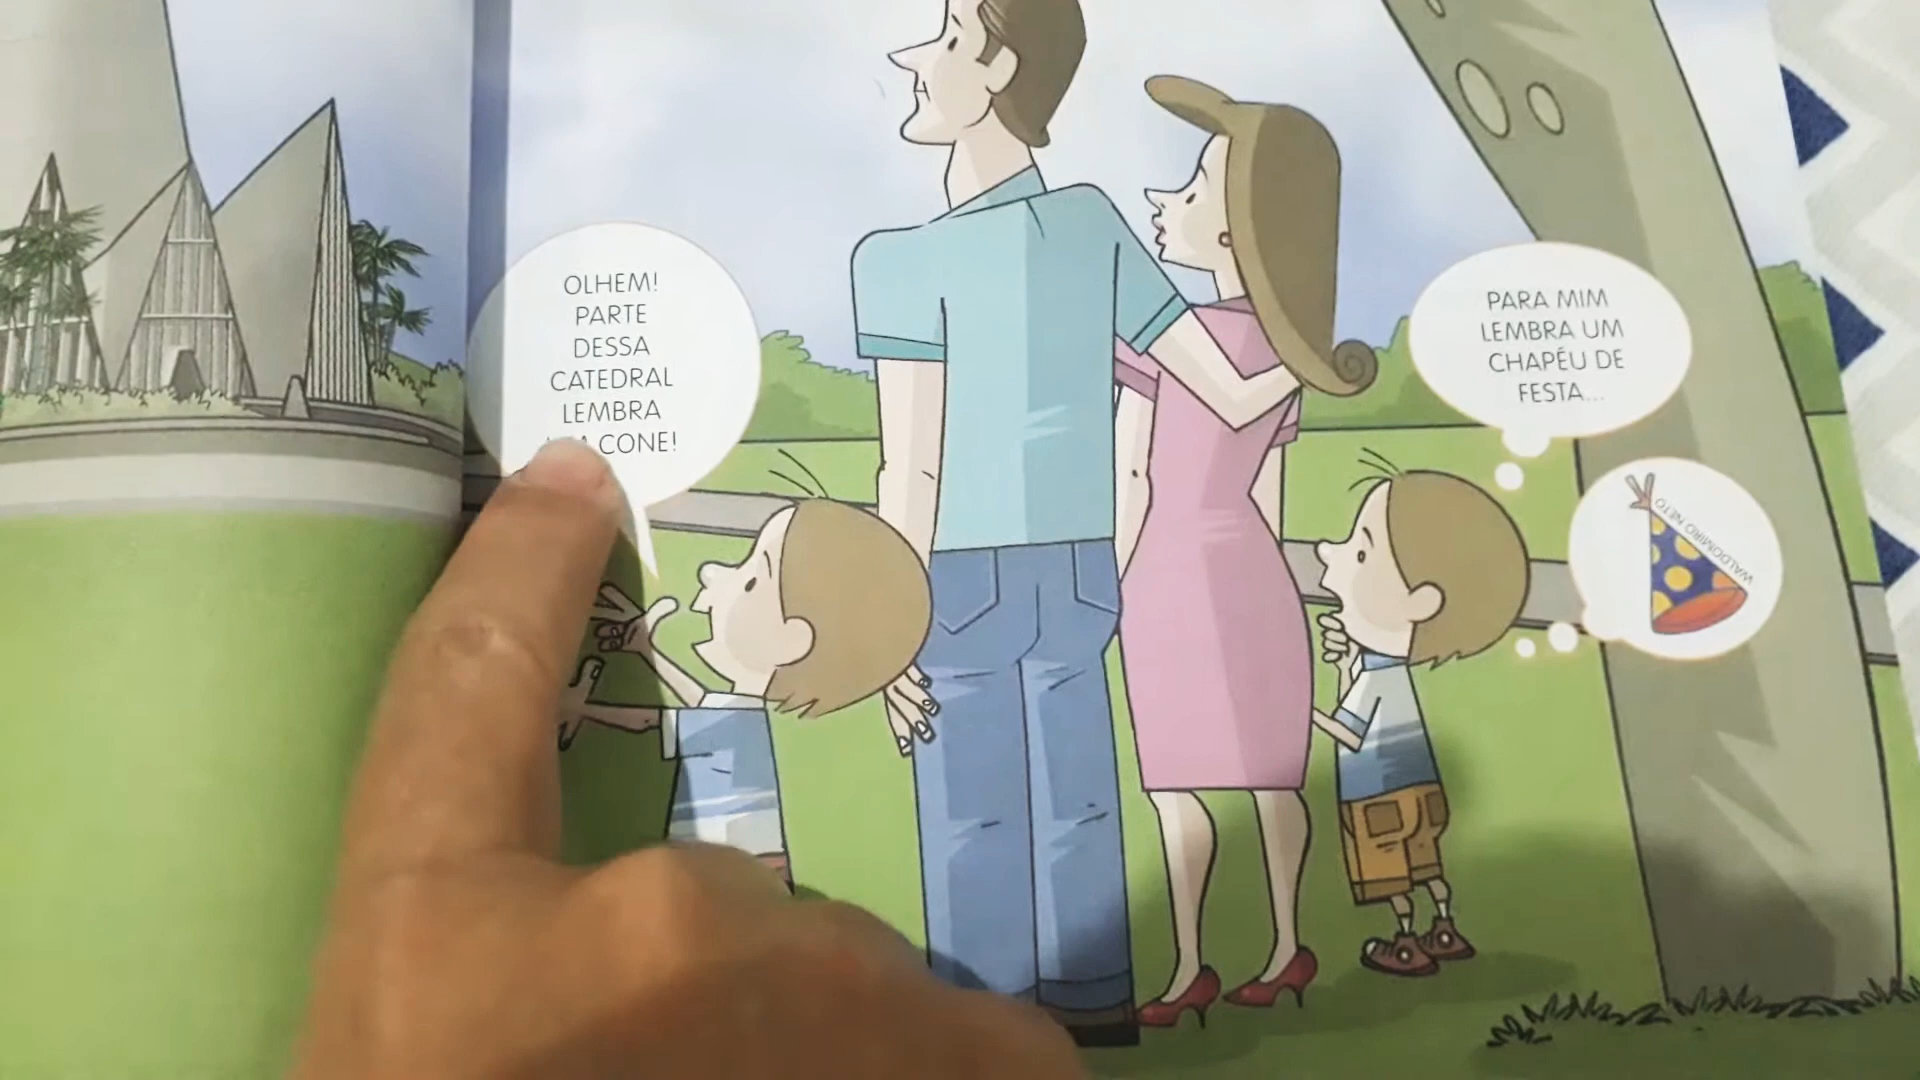 OLHEM!
PARTE
DESSA
CATEDRAL
LEMBRA
CONE!
PARA MIM
LEMBRA UM
CHAPÉU DE
FESTA...
WALDOMIRO NETO